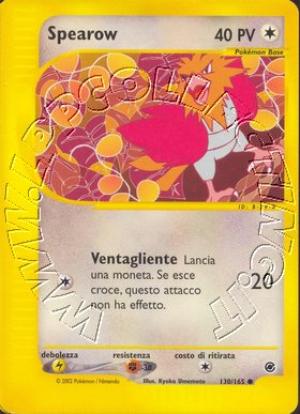 Spearow 40 PV
Pokémon Base
Ventagliente Lancia
una moneta. Se esce
croce, questo attacco
non ha effetto.
20
debolezza resistenza costo di ritirata
-30
© 2002 Pokémon / Nintendo Illus. Kyoko Umemoto 130/165